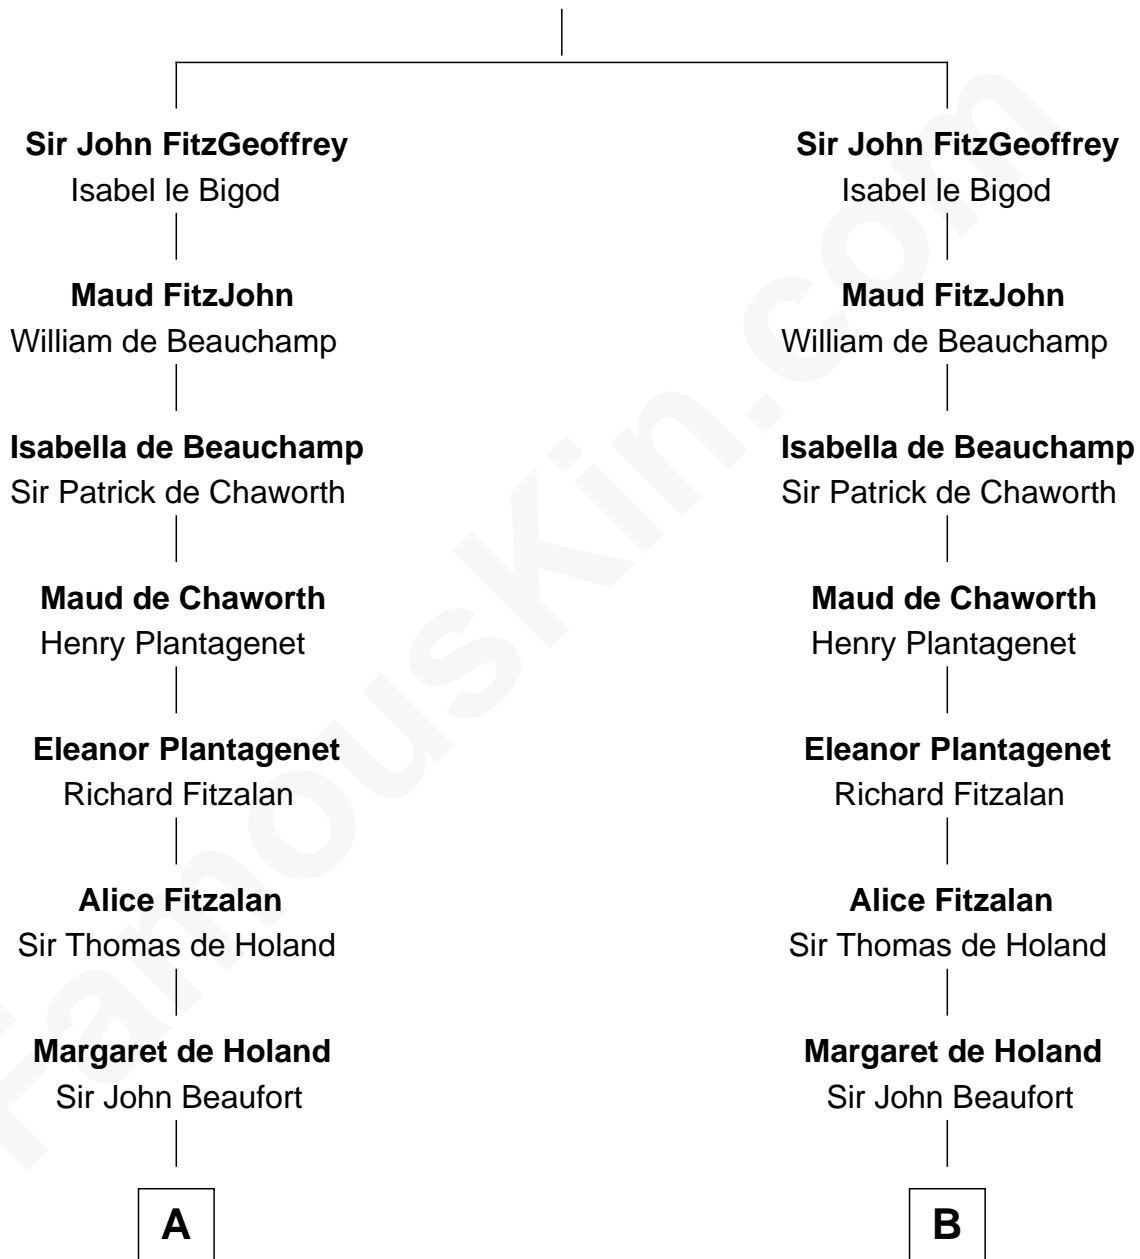 Sir John FitzGeoffrey
Isabel le Bigod
Maud FitzJohn
William de Beauchamp
Isabella de Beauchamp
Sir Patrick de Chaworth
Maud de Chaworth
Henry Plantagenet
Eleanor Plantagenet
Richard Fitzalan
Alice Fitzalan
Sir Thomas de Holand
Margaret de Holand
Sir John Beaufort
A
Sir John FitzGeoffrey
Isabel le Bigod
Maud FitzJohn
William de Beauchamp
Isabella de Beauchamp
Sir Patrick de Chaworth
Maud de Chaworth
Henry Plantagenet
Eleanor Plantagenet
Richard Fitzalan
Alice Fitzalan
Sir Thomas de Holand
Margaret de Holand
Sir John Beaufort
B
FamousKin.com